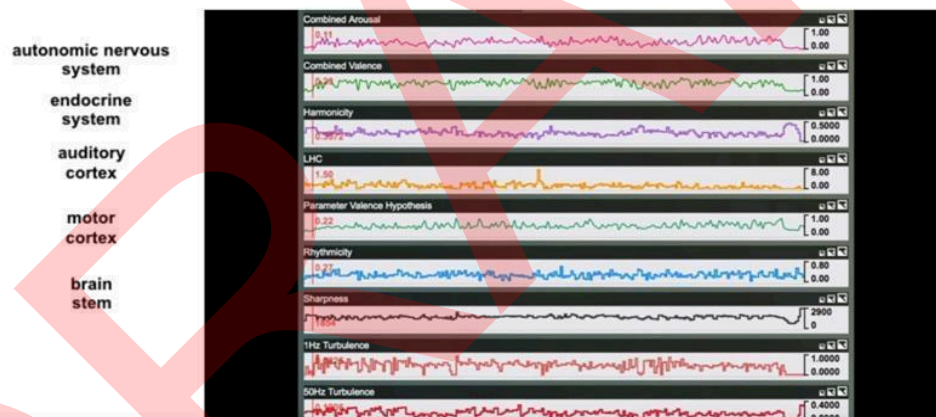 autonomic nervous
system
endocrine
system
auditory
cortex
motor
cortex
brain
stem
Combined Arousal
0.11
1.00
0.00
Combined Valence
1.00
0.00
Harmonicity
0.5000
0.0000
LHC
1.50
8.00
0.00
Parameter Valence Hypothesis
0.22
1.00
0.00
Rhythmicity
0.27
0.80
0.00
Sharpness
2900
0
1Hz Turbulence
1.0000
0.0000
50Hz Turbulence
0.4000